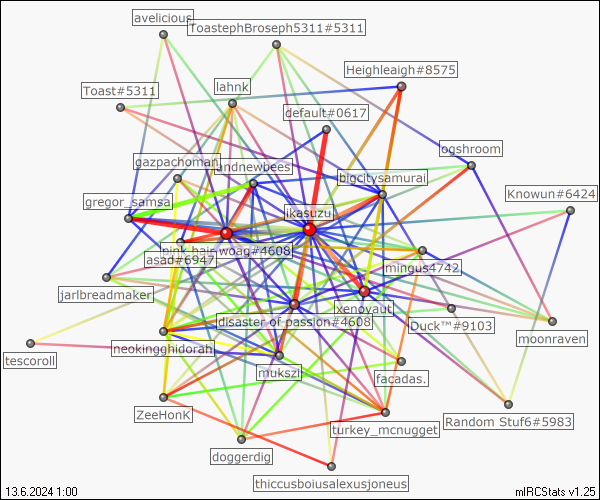 avelicious
ToastephBroseph5311#5311
Heighleaigh#8575
Toast#5311
lahnk
default#0617
ogshroom
gazpachoman
andnewbees
bigcitysamurai
Knowun#6424
gregor_samsa
ikasuzu
pink hair woag#4608
asad#6947
mingus4742
jarlbreadmaker
xenovaut
disaster of passion#4608
Duck™#9103
moonraven
neokingghidorah
tescoroll
mukszi
facadas.
ZeeHonK
turkey_mcnugget
Random Stuf6#5983
doggerdig
thiccusboiusalexusjoneus
13.6.2024 1:00
mIRCStats v1.25